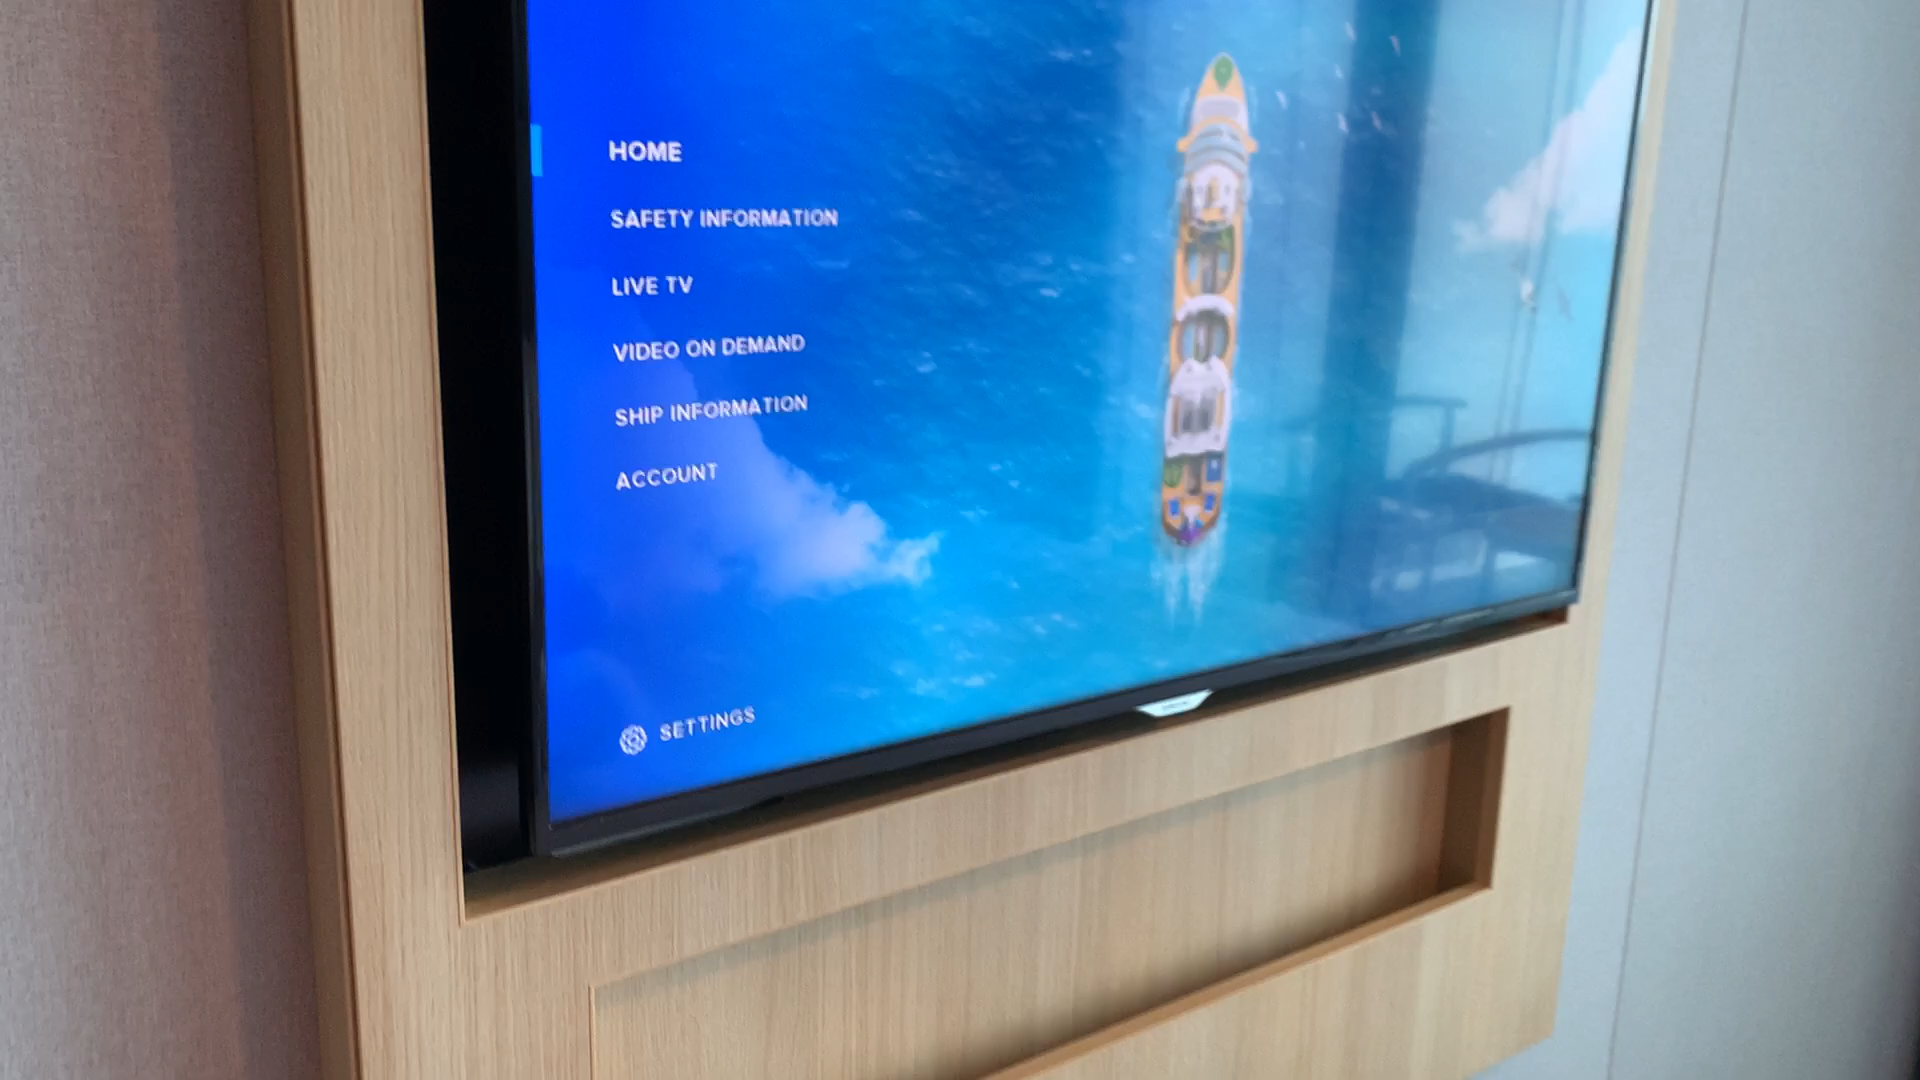 HOME
SAFETY INFORMATION
LIVE TV
VIDEO ON DEMAND
SHIP INFORMATION
ACCOUNT
SETTINGS